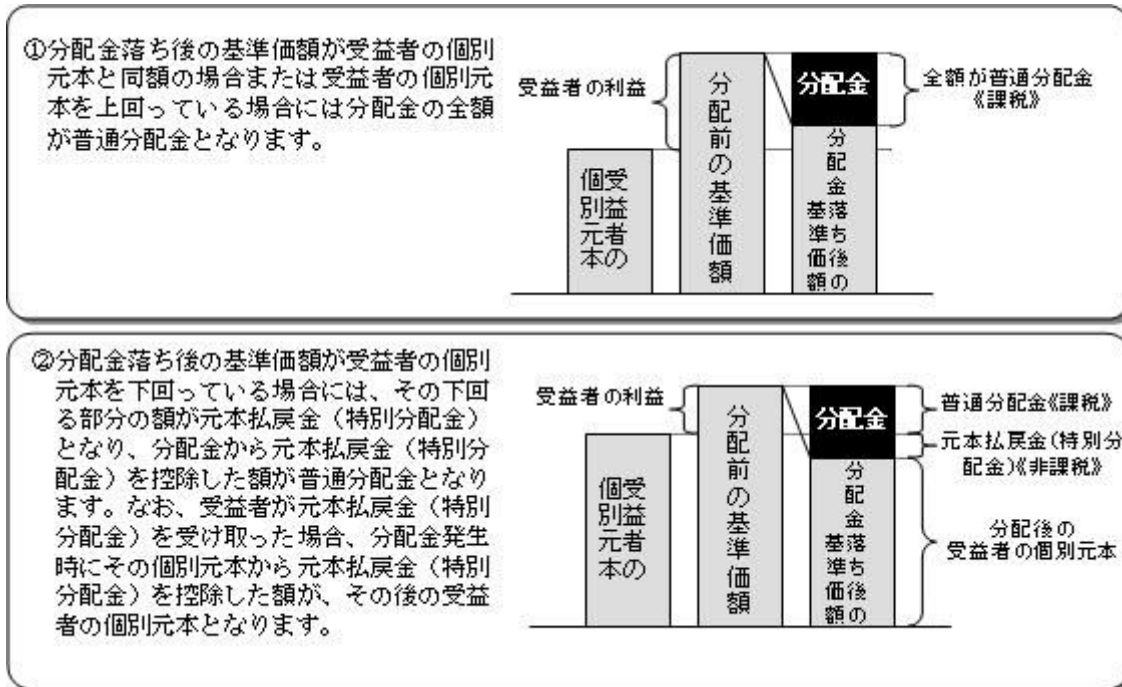 ①分配金落ち後の基準価額が受益者の個別
元本と同額の場合または受益者の個別元
本を上回っている場合には分配金の全額
が普通分配金となります。
受益者の利益
受益者の
個別元本
分配前の基準価額
分配金
分配金落ち後の
基準価額
全額が普通分配金
《課税》
②分配金落ち後の基準価額が受益者の個別
元本を下回っている場合には、その下回
る部分の額が元本払戻金（特別分配金）
となり、分配金から元本払戻金（特別分
配金）を控除した額が普通分配金となり
ます。なお、受益者が元本払戻金（特別
分配金）を受け取った場合、分配金発生
時にその個別元本から元本払戻金（特別
分配金）を控除した額が、その後の受益
者の個別元本となります。
受益者の利益
受益者の
個別元本
分配前の基準価額
分配金
分配金落ち後の
基準価額
普通分配金《課税》
元本払戻金(特別分
配金)《非課税》
分配後の
受益者の個別元本